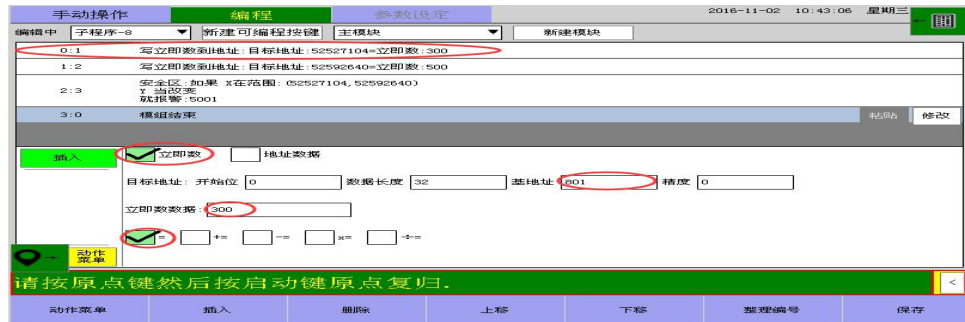 手动操作 编程 参数设定 2016-11-02 10:43:06 星期三
编辑中 子程序-8 新建可编程按键 主模块 新建模块
0:1 写立即数到地址:目标地址:52527104=立即数:300
1:2 写立即数到地址:目标地址:52592640=立即数:500
2:3 安全区:如果 X在范围: (52527104,52592640)
Y 当改变
就报警:5001
3:0 模组结束 粘贴 修改
插入 立即数 地址数据
目标地址: 开始位 0 数据长度 32 基地址 801 精度 0
立即数数据: 300
= += -= x= ÷=
动作菜单
请按原点键然后按启动键原点复归. <
动作菜单 插入 删除 上移 下移 整理编号 保存